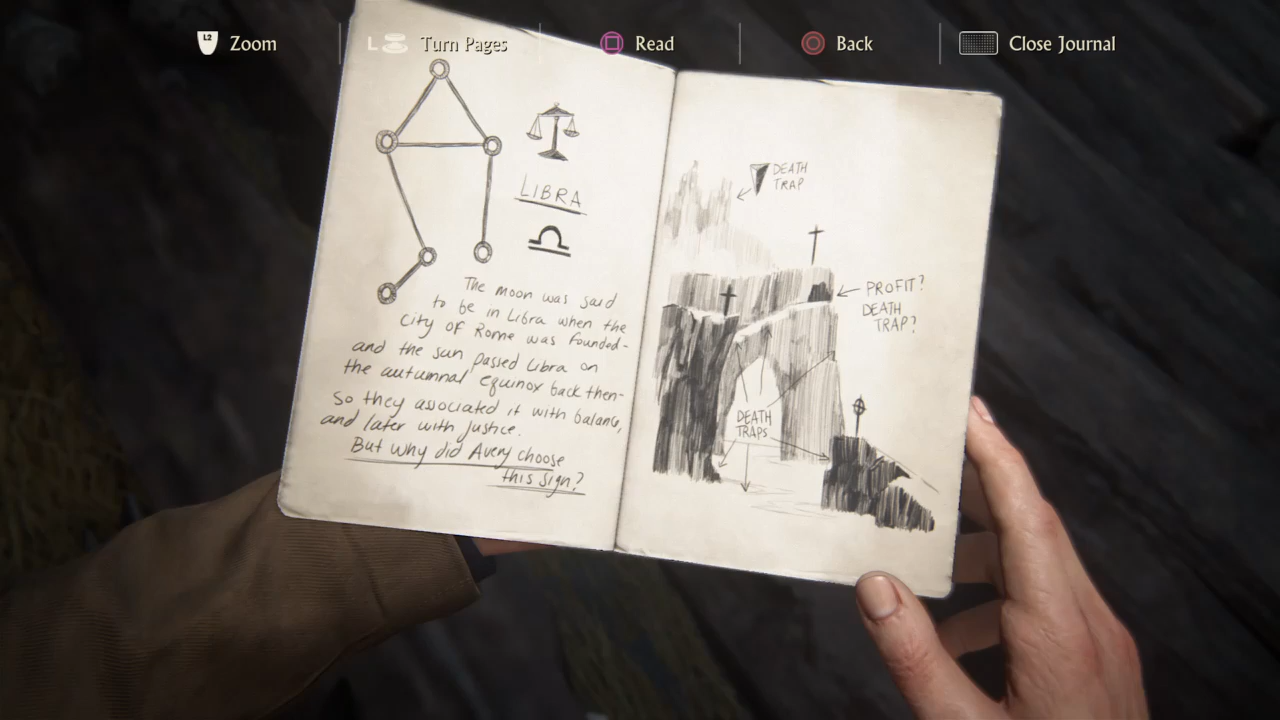 L2 Zoom
L Turn Pages
Read
Back
Close Journal
LIBRA
The moon was said
to be in Libra when the
city of Rome was founded-
and the sun passed Libra on
the autumnal equinox back then-
So they associated it with balance,
and later with justice.
But why did Avery choose
this sign?
DEATH
TRAP
PROFIT?
DEATH
TRAP?
DEATH
TRAPS